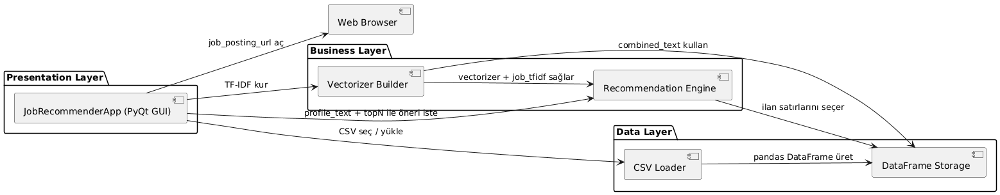 Web Browser
job_posting_url aç
combined_text kullan
Business Layer
Presentation Layer
Vectorizer Builder
vectorizer + job_tfidf sağlar
Recommendation Engine
TF-IDF kur
JobRecommenderApp (PyQt GUI)
profile_text + topN ile öneri iste
ilan satırlarını seçer
CSV seç / yükle
Data Layer
CSV Loader
pandas DataFrame üret
DataFrame Storage